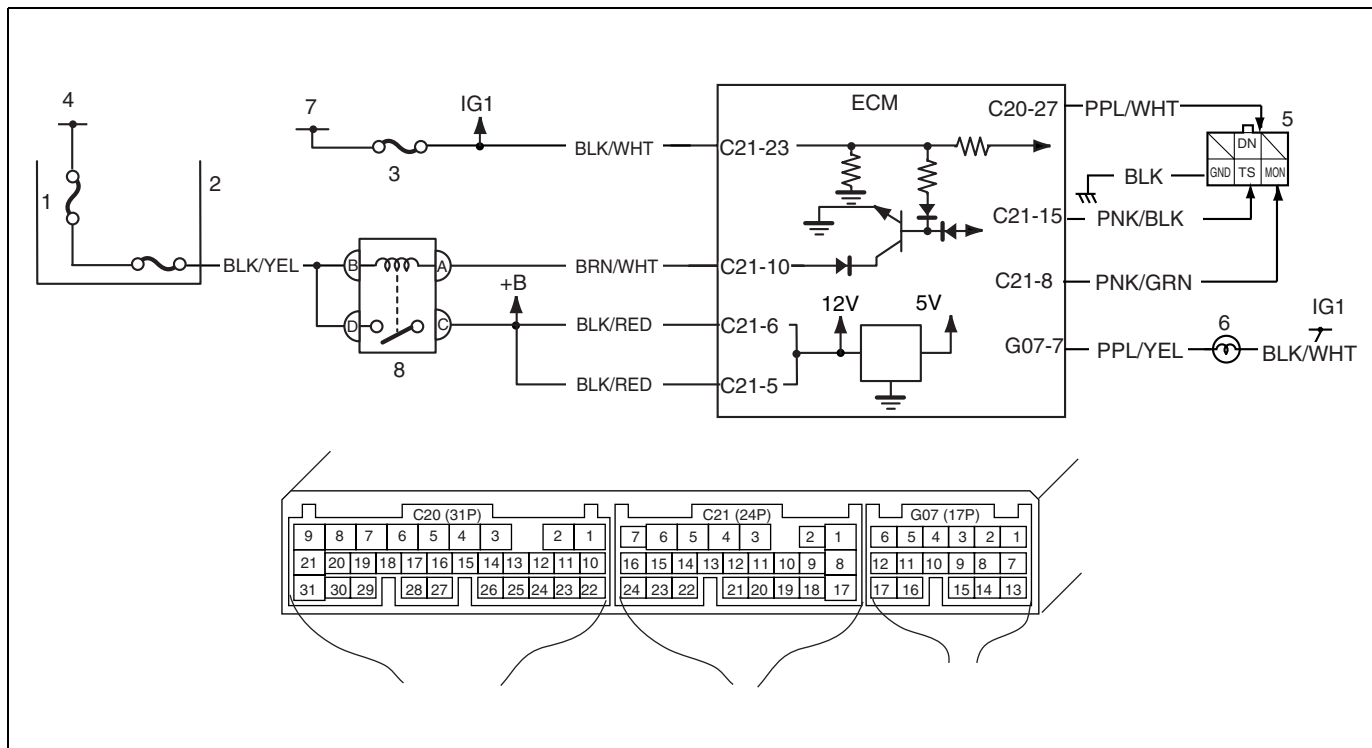 4
1
2
7
3
IG1
BLK/WHT
BLK/YEL
B
A
D
C
8
BRN/WHT
+B
BLK/RED
BLK/RED
ECM
C21-23
C21-10
C21-6
C21-5
12V
5V
C20-27
C21-15
C21-8
G07-7
PPL/WHT
5
DN
GND TS MON
BLK
PNK/BLK
PNK/GRN
PPL/YEL
6
IG1
BLK/WHT
C20 (31P)
9 8 7 6 5 4 3 2 1
21 20 19 18 17 16 15 14 13 12 11 10
31 30 29 28 27 26 25 24 23 22
C21 (24P)
7 6 5 4 3 2 1
16 15 14 13 12 11 10 9 8
24 23 22 21 20 19 18 17
G07 (17P)
6 5 4 3 2 1
12 11 10 9 8 7
17 16 15 14 13